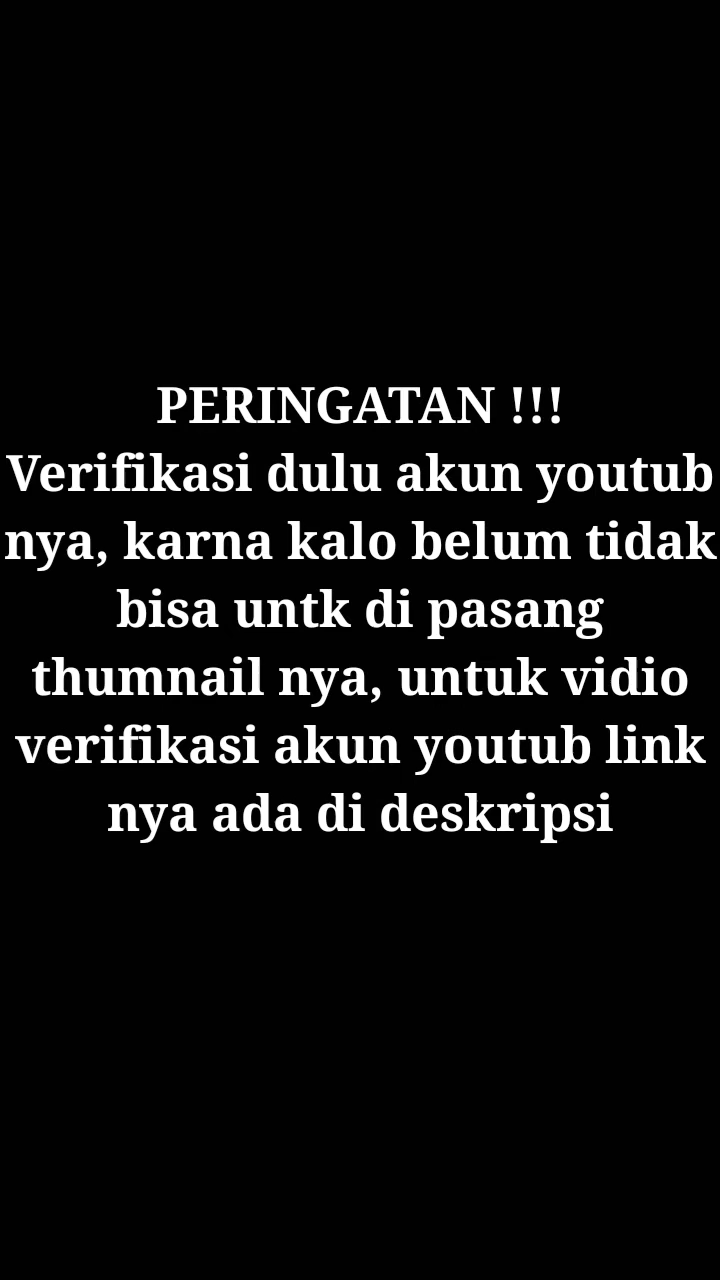 PERINGATAN !!!
Verifikasi dulu akun youtub
nya, karna kalo belum tidak
bisa untk di pasang
thumnail nya, untuk vidio
verifikasi akun youtub link
nya ada di deskripsi